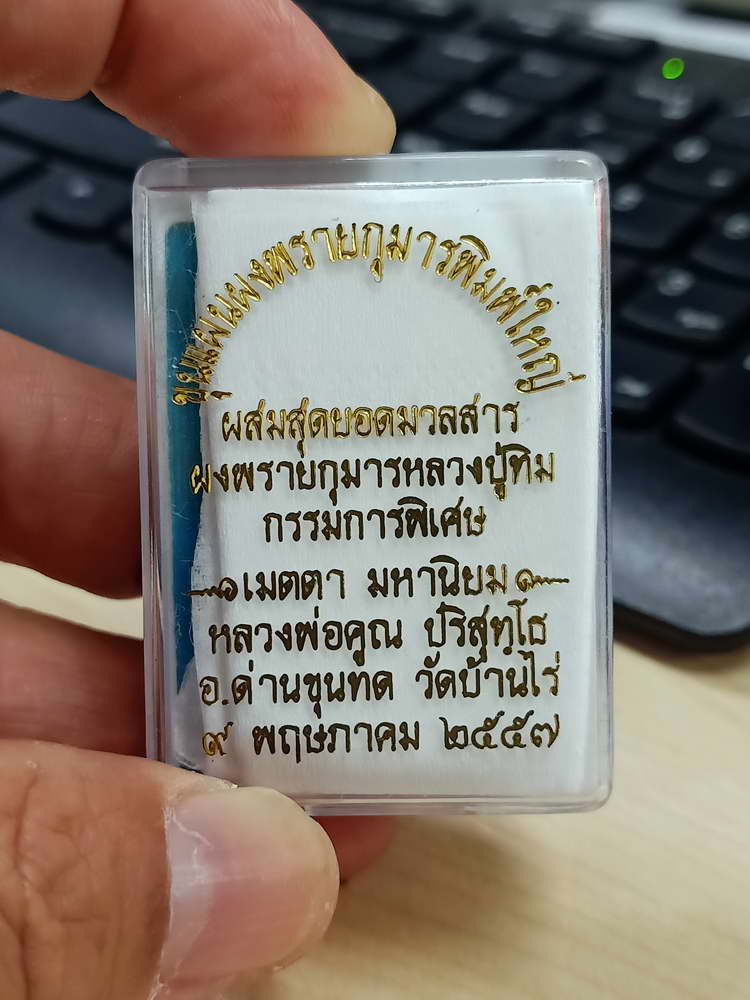 ขุนแผนผงพรายกุมารพิมพ์ใหญ่
ผสมสุดยอดมวลสาร
ผงพรายกุมารหลวงปู่ทิม
กรรมการพิเศษ
เมตตา มหานิยม
หลวงพ่อคูณ ปริสุทฺโธ
อ.ด่านขุนทด วัดบ้านไร่
๙ พฤษภาคม ๒๕๕๗